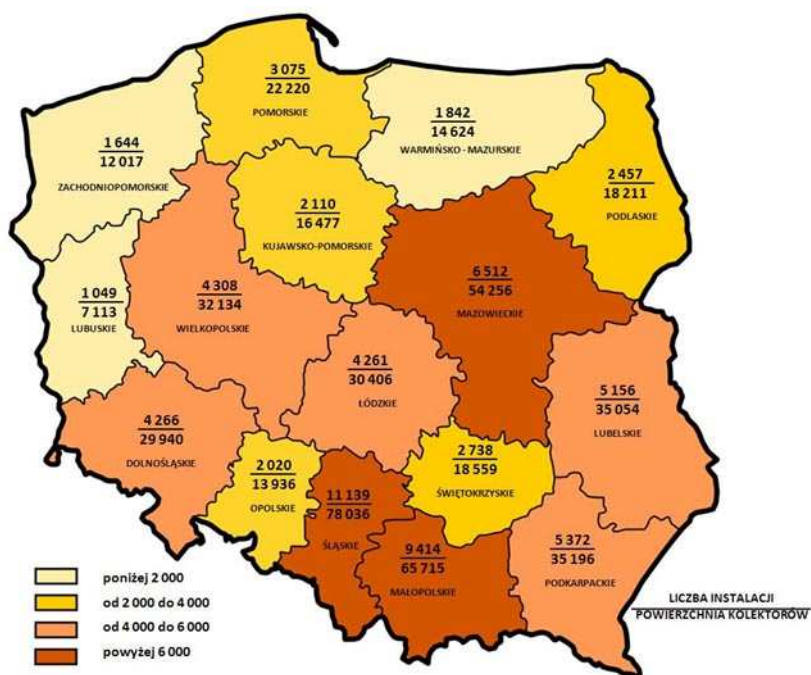 3 075
22 220
POMORSKIE
1 842
14 624
WARMIŃSKO - MAZURSKIE
1 644
12 017
ZACHODNIOPOMORSKIE
2 457
18 211
PODLASKIE
2 110
16 477
KUJAWSKO-POMORSKIE
6 512
54 256
MAZOWIECKIE
4 308
32 134
WIELKOPOLSKIE
1 049
7 113
LUBUSKIE
4 261
30 406
ŁÓDZKIE
5 156
35 054
LUBELSKIE
4 266
29 940
DOLNOŚLĄSKIE
2 738
18 559
ŚWIĘTOKRZYSKIE
2 020
13 936
OPOLSKIE
11 139
78 036
ŚLĄSKIE
9 414
65 715
MAŁOPOLSKIE
5 372
35 196
PODKARPACKIE
poniżej 2 000
od 2 000 do 4 000
od 4 000 do 6 000
powyżej 6 000
LICZBA INSTALACJI
POWIERZCHNIA KOLEKTORÓW